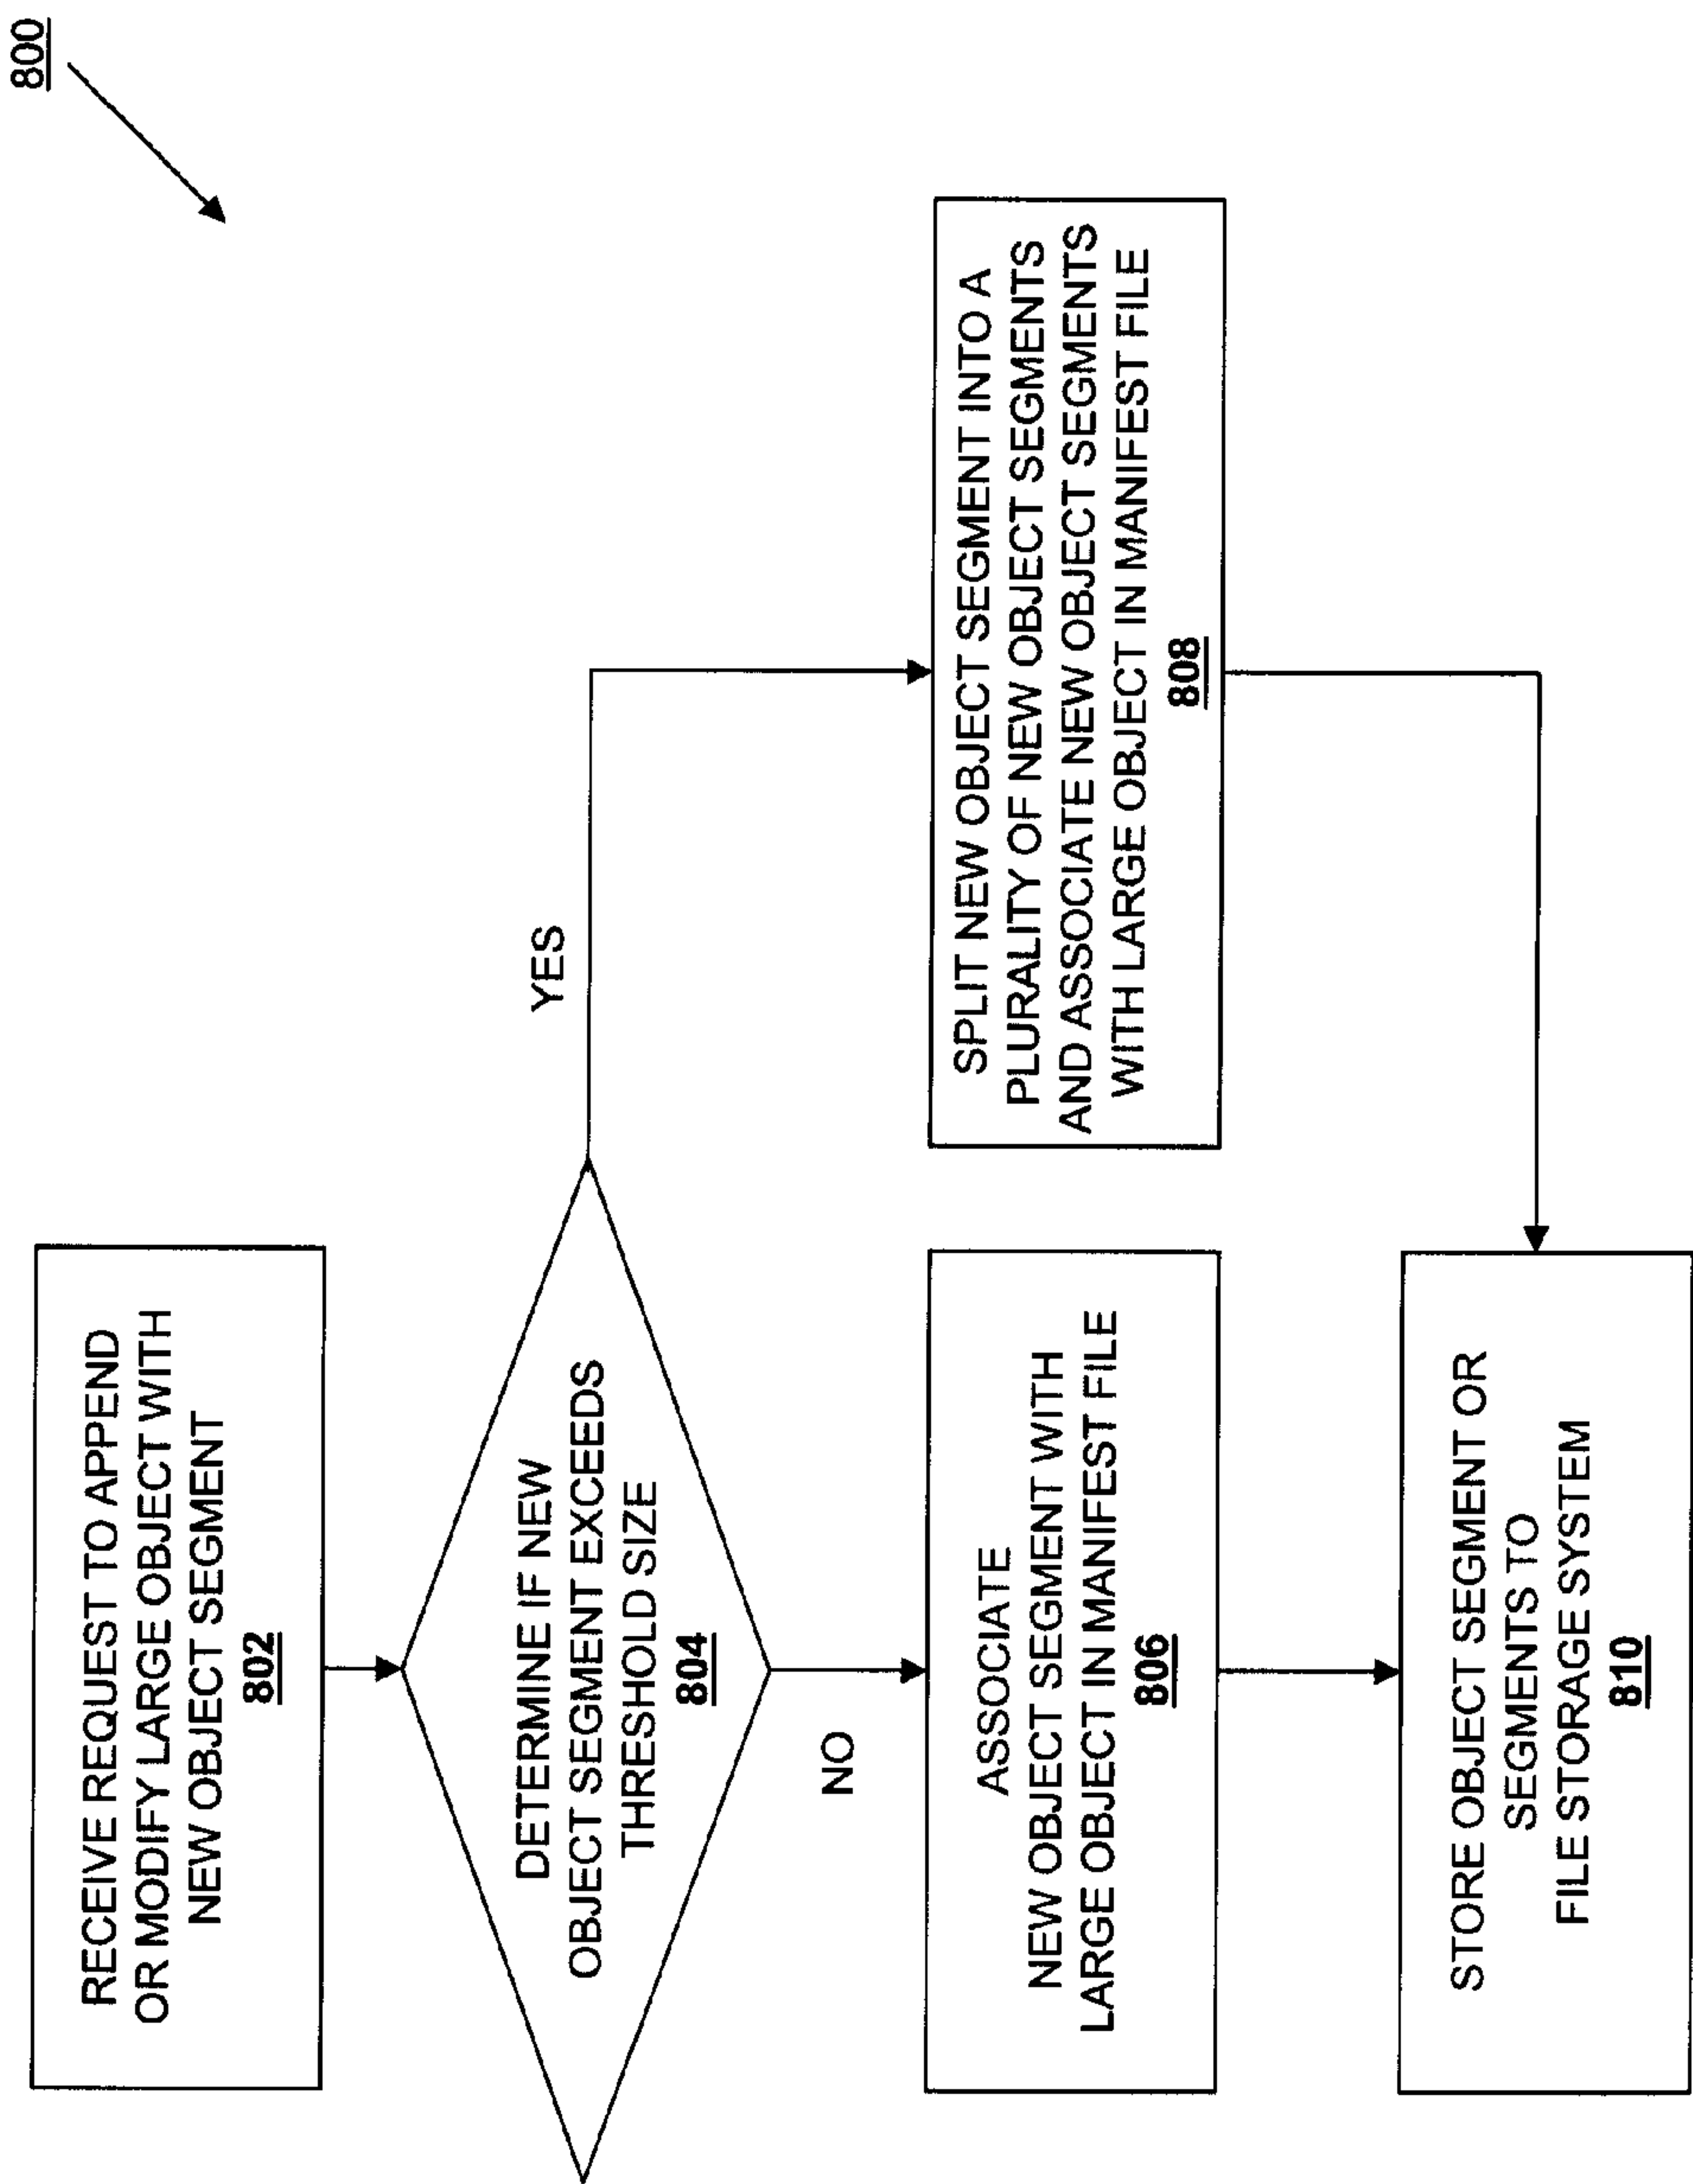 800
RECEIVE REQUEST TO APPEND
OR MODIFY LARGE OBJECT WITH
NEW OBJECT SEGMENT
802
DETERMINE IF NEW
OBJECT SEGMENT EXCEEDS
THRESHOLD SIZE
804
YES
NO
ASSOCIATE
NEW OBJECT SEGMENT WITH
LARGE OBJECT IN MANIFEST FILE
806
SPLIT NEW OBJECT SEGMENT INTO A
PLURALITY OF NEW OBJECT SEGMENTS
AND ASSOCIATE NEW OBJECT SEGMENTS
WITH LARGE OBJECT IN MANIFEST FILE
808
STORE OBJECT SEGMENT OR
SEGMENTS TO
FILE STORAGE SYSTEM
810